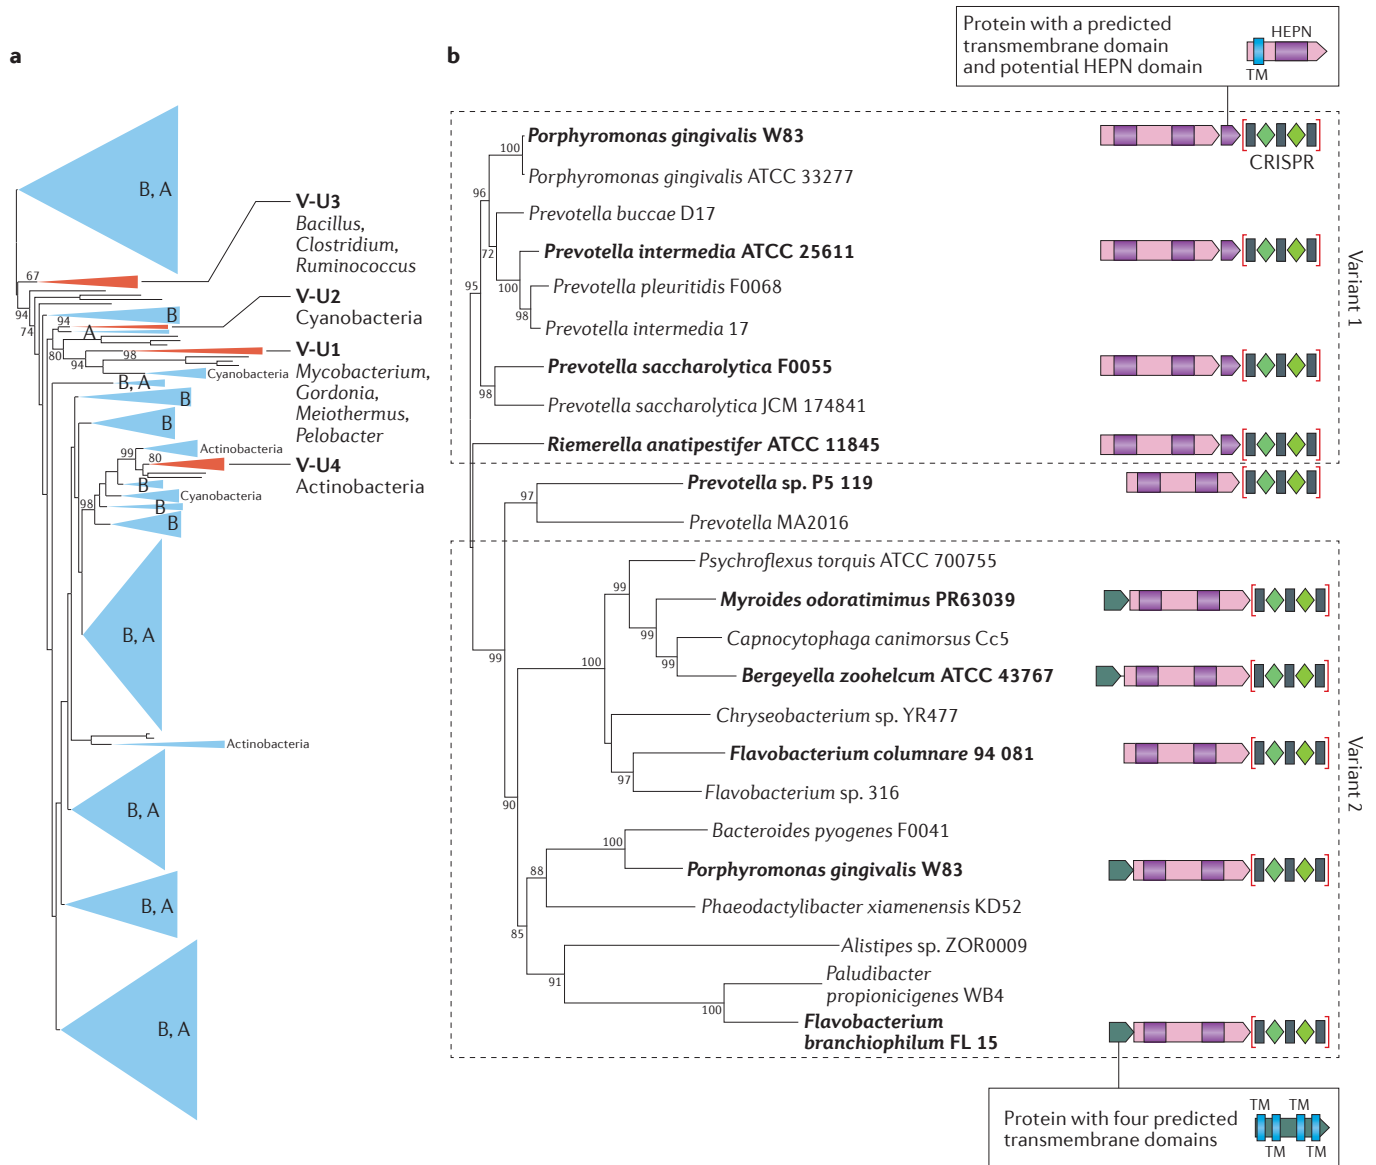 a
B, A
67
V-U3
Bacillus,
Clostridium,
Ruminococcus
94
74
94
B
A
V-U2
Cyanobacteria
80
94
98
V-U1
Mycobacterium,
Gordonia,
Meiothermus,
Pelobacter
Cyanobacteria
B, A
B
B
99
80
Actinobacteria
V-U4
Actinobacteria
B
Cyanobacteria
98
B
B
B, A
Actinobacteria
B, A
B, A
B, A
b
Protein with a predicted
transmembrane domain
and potential HEPN domain
HEPN
TM
Porphyromonas gingivalis W83
100
CRISPR
Porphyromonas gingivalis ATCC 33277
96
Prevotella buccae D17
72
Prevotella intermedia ATCC 25611
100
Prevotella pleuritidis F0068
95
98
Prevotella intermedia 17
Variant 1
Prevotella saccharolytica F0055
98
Prevotella saccharolytica JCM 174841
Riemerella anatipestifer ATCC 11845
Prevotella sp. P5 119
97
Prevotella MA2016
Psychroflexus torquis ATCC 700755
99
Myroides odoratimimus PR63039
99
Capnocytophaga canimorsus Cc5
99
99
100
Bergeyella zoohelcum ATCC 43767
Chryseobacterium sp. YR477
Flavobacterium columnare 94 081
97
Flavobacterium sp. 316
90
Variant 2
Bacteroides pyogenes F0041
100
Porphyromonas gingivalis W83
88
Phaeodactylibacter xiamenensis KD52
85
Alistipes sp. ZOR0009
91
Paludibacter
propionicigenes WB4
100
Flavobacterium
branchiophilum FL 15
Protein with four predicted
transmembrane domains
TM TM
TM TM